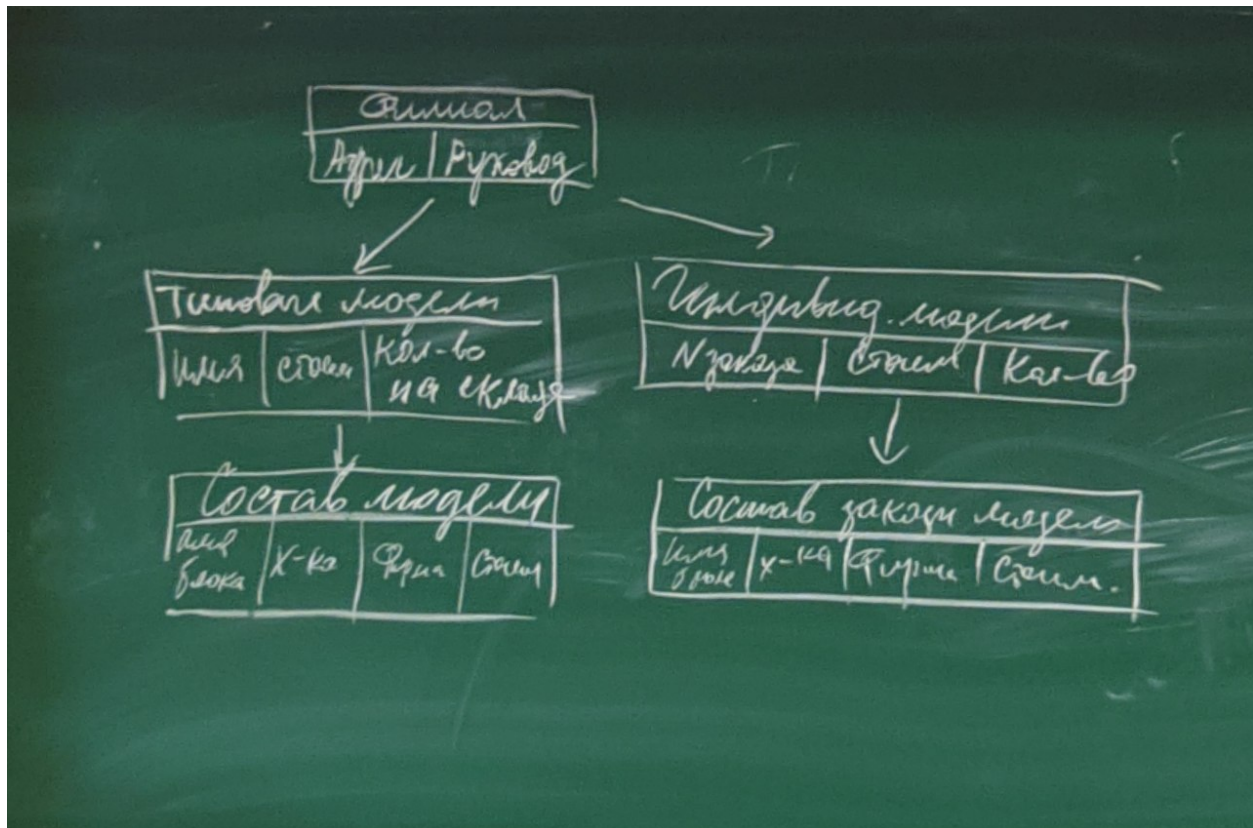 Филиал
Адрес Руковод
Типовые модели
имя стоим Кол-во на складе
Индивид. модели
N заказа Стоим Кол-во
Состав модели
имя блока Х-ка Фирма Стоим
Состав заказн модели
имя блока х-ка Фирма Стоим.